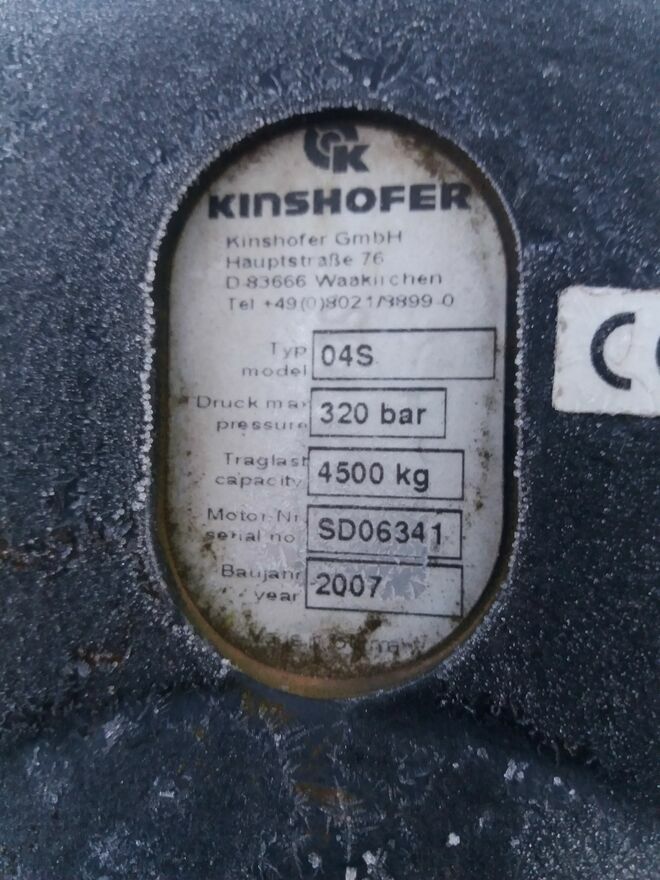 K
KINSHOFER
Kinshofer GmbH
Hauptstraße 76
D-83666 Waakirchen
Tel +49(0)8021/8899-0
Typ
model 04S
Druck max
pressure 320 bar
Traglast
capacity 4500 kg
Motor-Nr.
serial no. SD06341
Baujahr
year 2007
CE